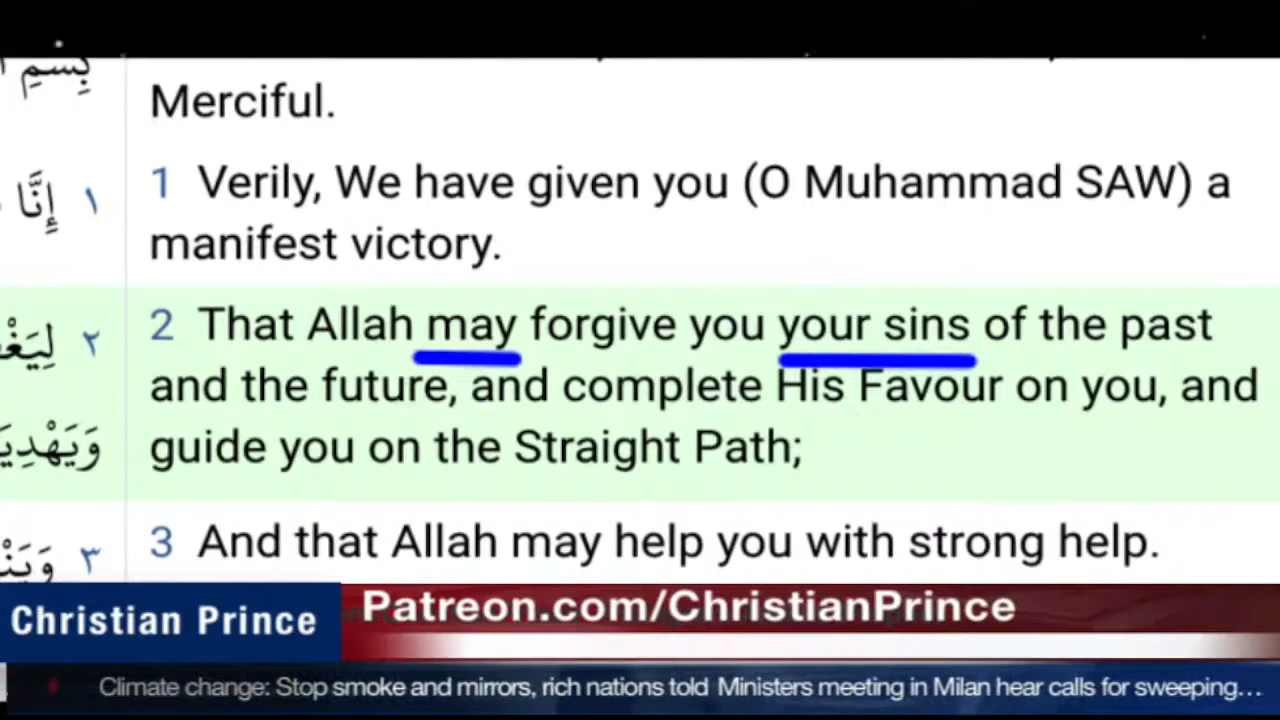 بِسْمِ
Merciful.
١ إِنَّا
1 Verily, We have given you (O Muhammad SAW) a
manifest victory.
٢
2 That Allah may forgive you your sins of the past
and the future, and complete His Favour on you, and
guide you on the Straight Path;
٣
3 And that Allah may help you with strong help.
Christian Prince
Patreon.com/ChristianPrince
Climate change: Stop smoke and mirrors, rich nations told Ministers meeting in Milan hear calls for sweeping...